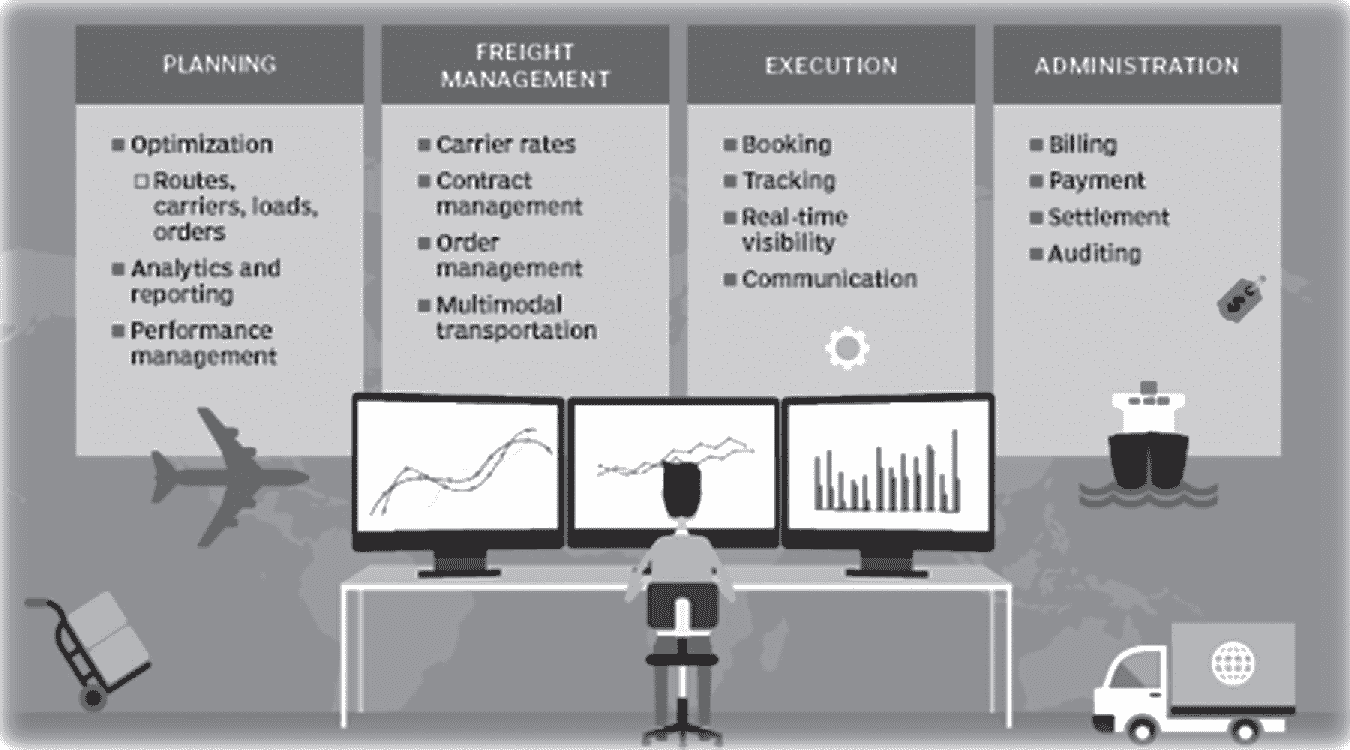 PLANNING
Optimization
Routes,
carriers, loads,
orders
Analytics and
reporting
Performance
management
FREIGHT
MANAGEMENT
Carrier rates
Contract
management
Order
management
Multimodal
transportation
EXECUTION
Booking
Tracking
Real-time
visibility
Communication
ADMINISTRATION
Billing
Payment
Settlement
Auditing